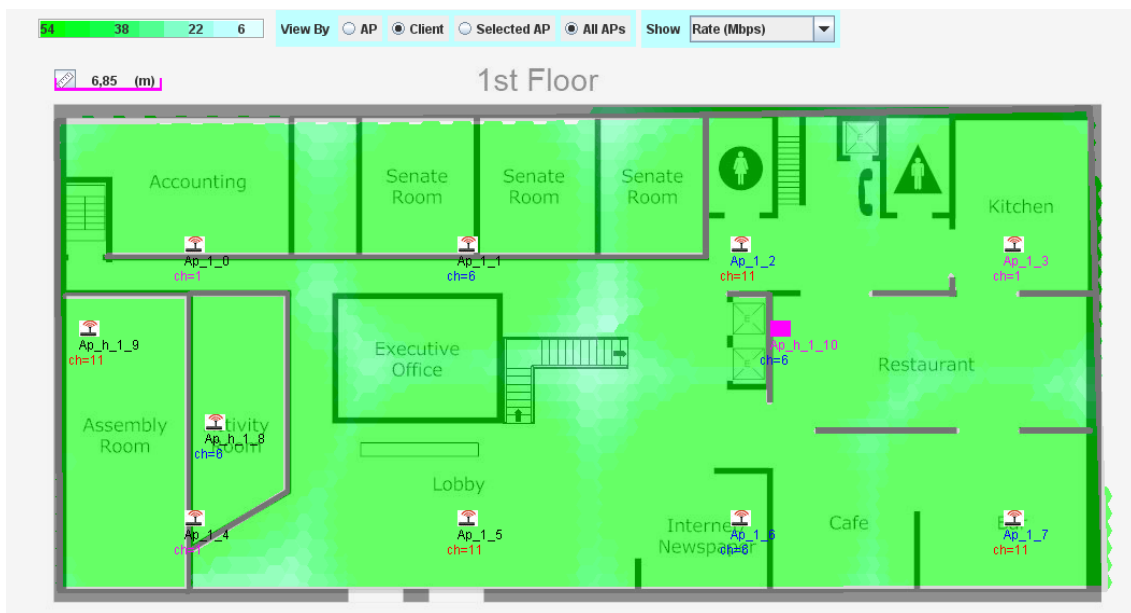 54 38 22 6 View By AP Client Selected AP All APs Show Rate (Mbps)
6,85 (m)
1st Floor
Accounting
Senate
Room
Senate
Room
Senate
Room
Kitchen
E
Ap_1_0
ch=1
Ap_1_1
ch=6
Ap_1_2
ch=11
Ap_1_3
ch=1
Ap_h_1_9
ch=11
Executive
Office
E
E
Ap_h_1_10
ch=6
Restaurant
Assembly
Room
Ap_h_1_8
ch=6
Lobby
Ap_1_4
ch=1
Ap_1_5
ch=11
Internet/
Newspaper
Ap_1_6
ch=6
Cafe
Bar
Ap_1_7
ch=11